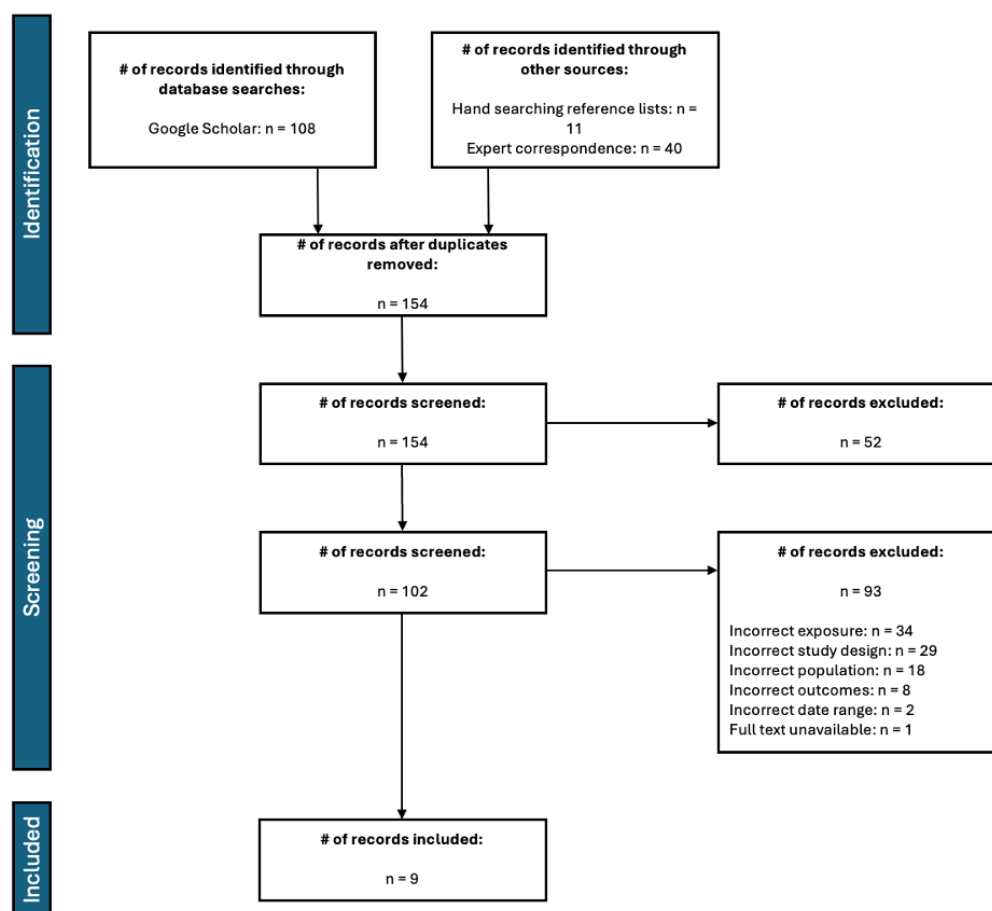 Identification
# of records identified through
database searches:
Google Scholar: n = 108
# of records identified through
other sources:
Hand searching reference lists: n =
11
Expert correspondence: n = 40
# of records after duplicates
removed:
n = 154
Screening
# of records screened:
n = 154
# of records excluded:
n = 52
# of records screened:
n = 102
# of records excluded:
n = 93
Incorrect exposure: n = 34
Incorrect study design: n = 29
Incorrect population: n = 18
Incorrect outcomes: n = 8
Incorrect date range: n = 2
Full text unavailable: n = 1
Included
# of records included:
n = 9